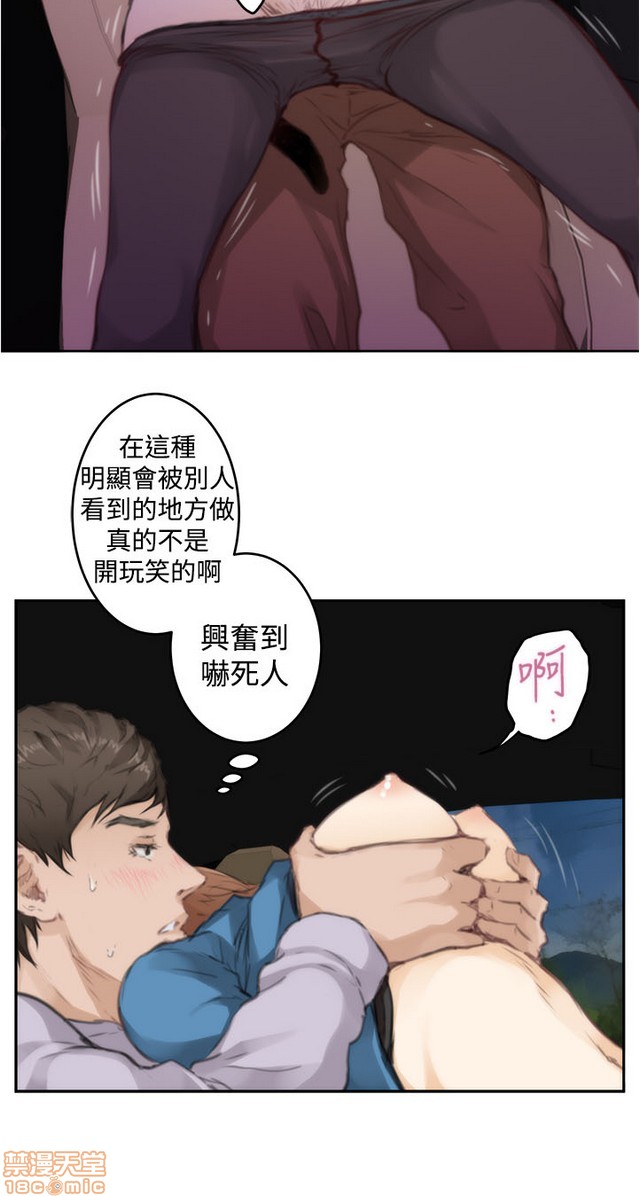 在這種
明顯會被別人
看到的地方做
真的不是
開玩笑的啊
興奮到
嚇死人
啊⋮
禁漫天堂
18comic